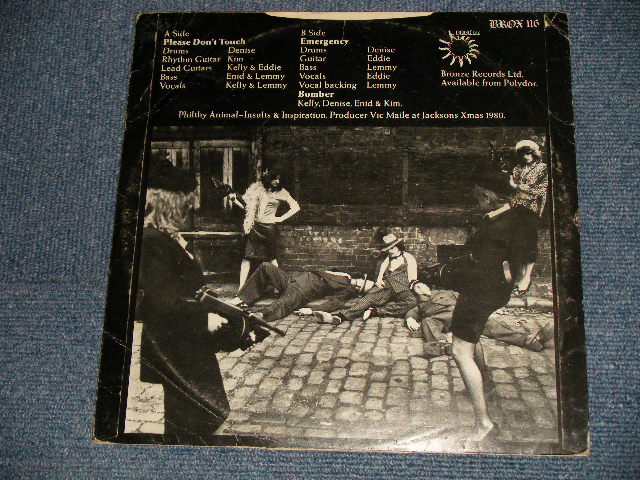 A Side
Please Don't Touch
Drums Denise
Rhythm Guitar Kim
Lead Guitars Kelly & Eddie
Bass Enid & Lemmy
Vocals Kelly & Lemmy
B Side
Emergency
Drums Denise
Guitar Eddie
Bass Lemmy
Vocals Eddie
Vocal backing Lemmy
Bomber
Kelly, Denise, Enid & Kim.
BROX 116
Bronze Records Ltd.
Available from Polydor.
Philthy Animal–Insults & Inspiration. Producer Vic Maile at Jacksons Xmas 1980.